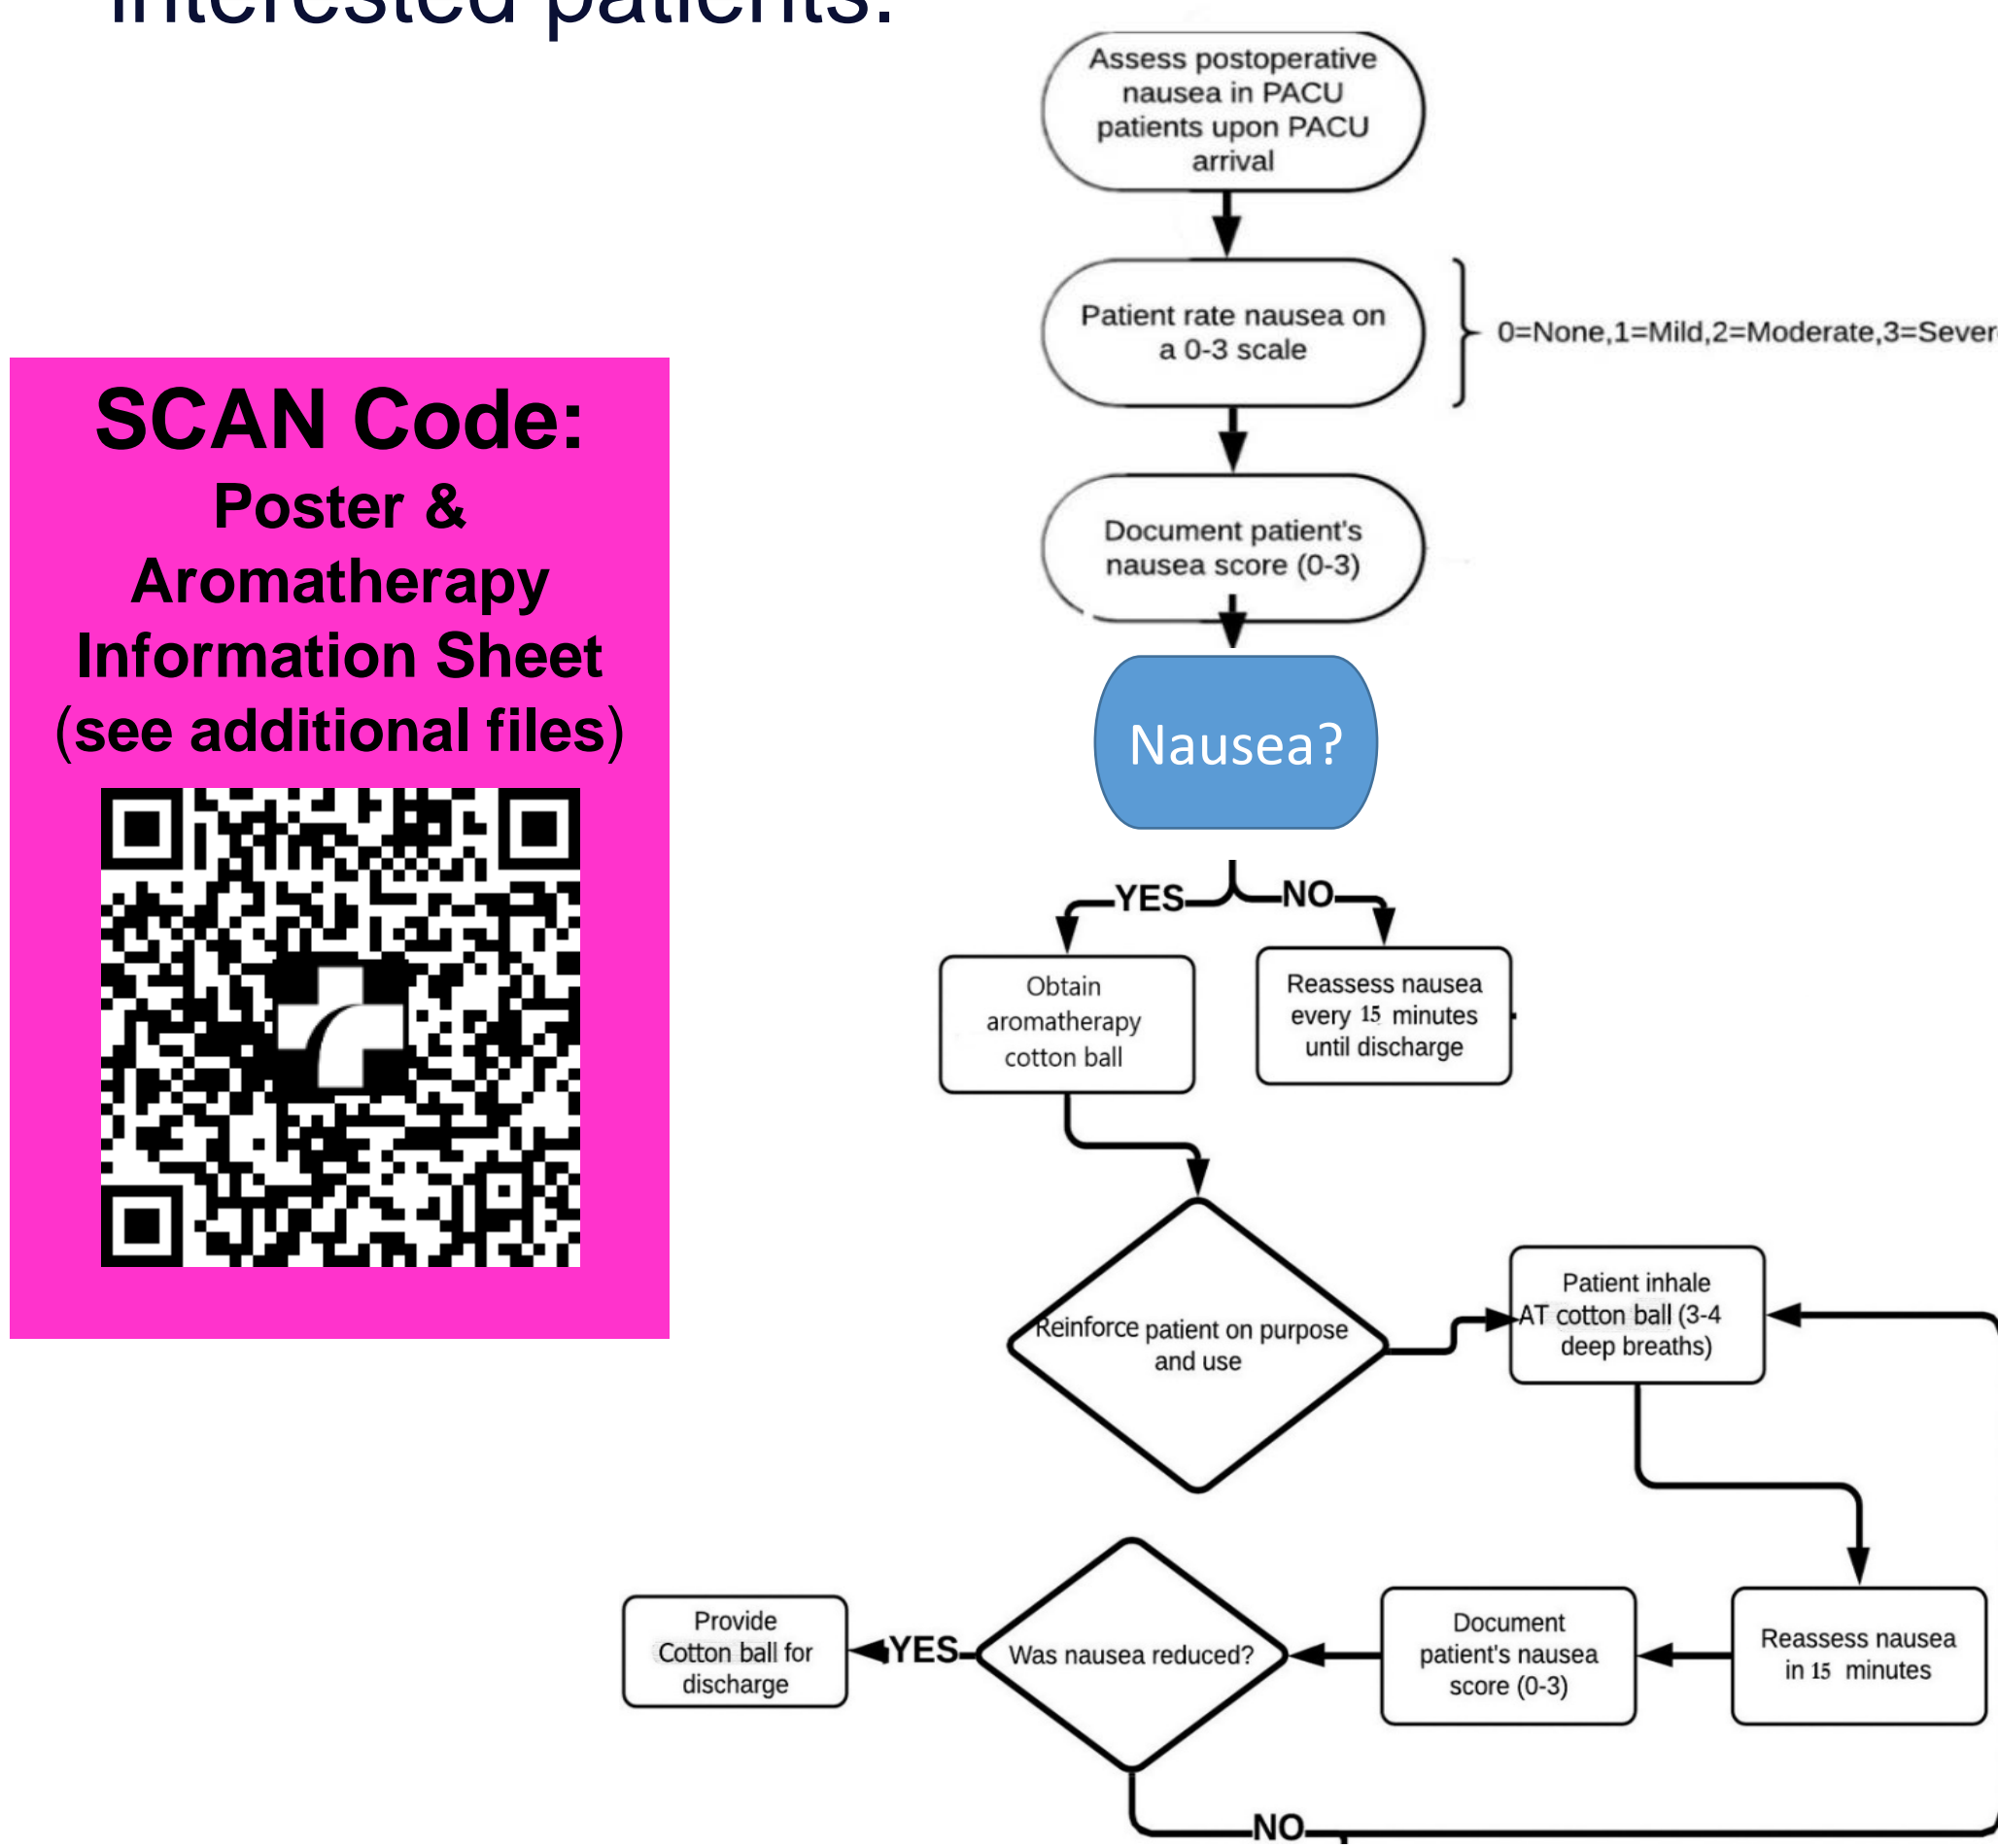 interested patients.
Assess postoperative
nausea in PACU
patients upon PACU
arrival
Patient rate nausea on
a 0-3 scale
0=None,1=Mild,2=Moderate,3=Sever
Document patient's
nausea score (0-3)
Nausea?
YES
NO
Obtain
aromatherapy
cotton ball
Reassess nausea
every 15 minutes
until discharge
Reinforce patient on purpose
and use
Patient inhale
AT cotton ball (3-4
deep breaths)
Reassess nausea
in 15 minutes
Document
patient's nausea
score (0-3)
Was nausea reduced?
YES
Provide
Cotton ball for
discharge
NO
SCAN Code:
Poster &
Aromatherapy
Information Sheet
(see additional files)